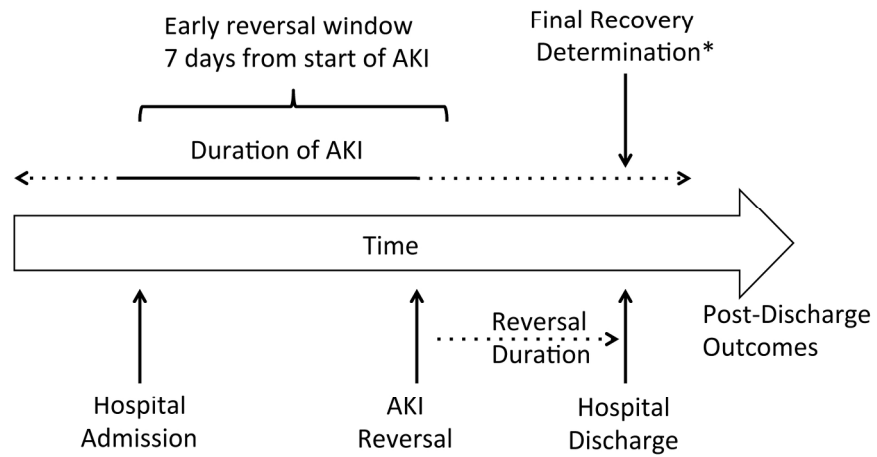 Early reversal window
7 days from start of AKI
Final Recovery
Determination*
Duration of AKI
Time
Reversal
Duration
Post-Discharge
Outcomes
Hospital
Admission
AKI
Reversal
Hospital
Discharge